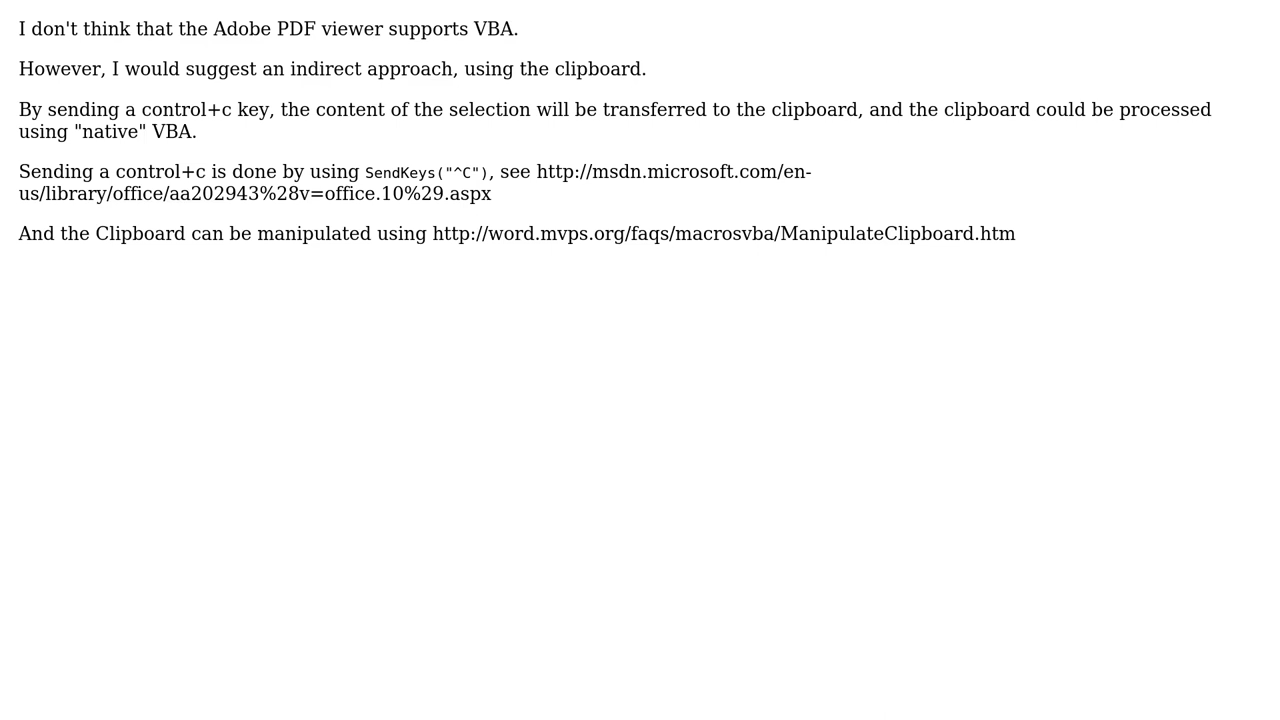 I don't think that the Adobe PDF viewer supports VBA.
However, I would suggest an indirect approach, using the clipboard.
By sending a control+c key, the content of the selection will be transferred to the clipboard, and the clipboard could be processed
using "native" VBA.
Sending a control+c is done by using SendKeys("^C"), see http://msdn.microsoft.com/en-
us/library/office/aa202943%28v=office.10%29.aspx
And the Clipboard can be manipulated using http://word.mvps.org/faqs/macrosvba/ManipulateClipboard.htm